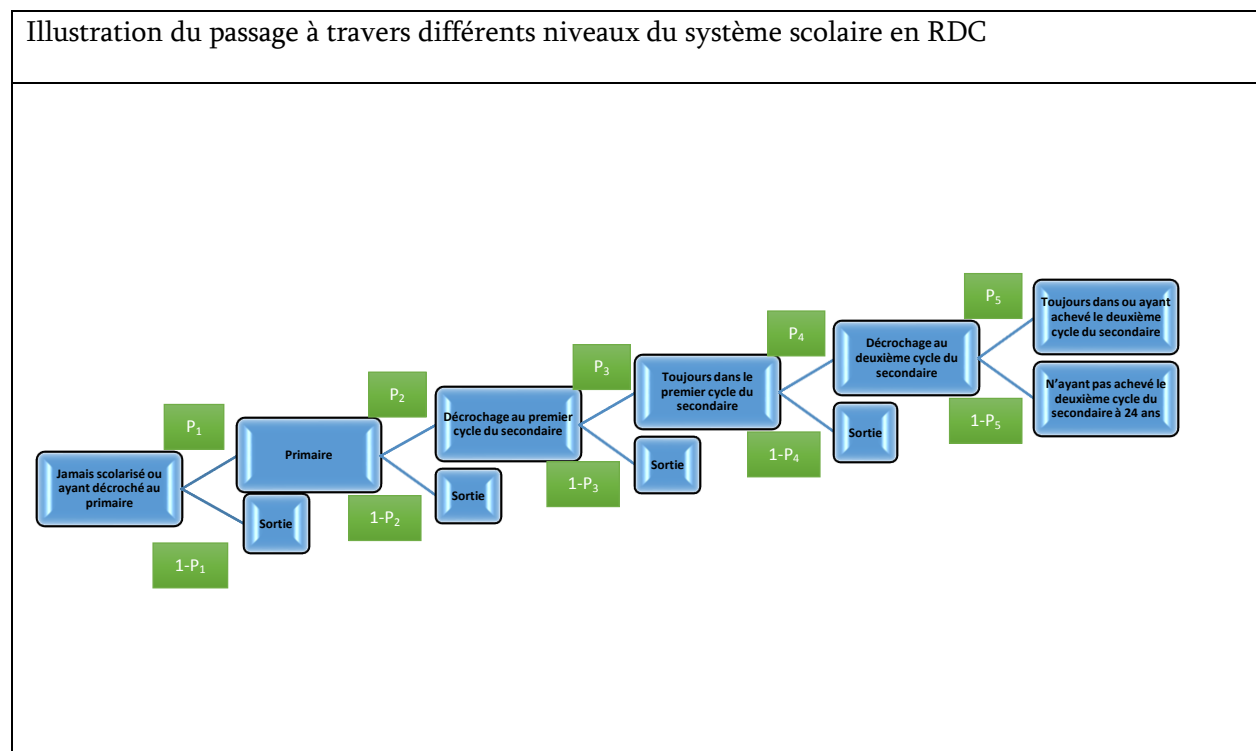 Illustration du passage à travers différents niveaux du système scolaire en RDC
P₁
Jamais scolarisé ou
ayant décroché au
primaire
1-P₁
P₂
Primaire
Sortie
1-P₂
P₃
Décrochage au premier
cycle du secondaire
Sortie
1-P₃
P₄
Toujours dans le
premier cycle du
secondaire
Sortie
1-P₄
P₅
Décrochage au
deuxième cycle du
secondaire
Sortie
1-P₅
Toujours dans ou ayant
achevé le deuxième
cycle du secondaire
N’ayant pas achevé le
deuxième cycle du
secondaire à 24 ans